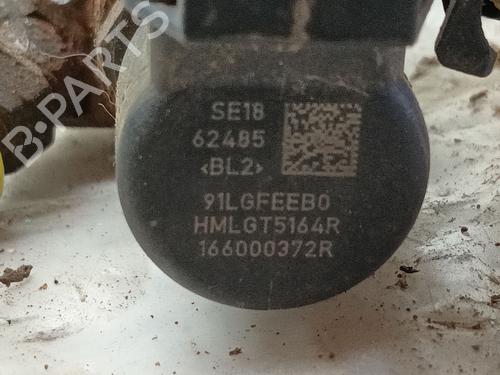 B-PARTS
SE18
62485
<BL2>
91LGFEEB0
HMLGT5164R
166000372R